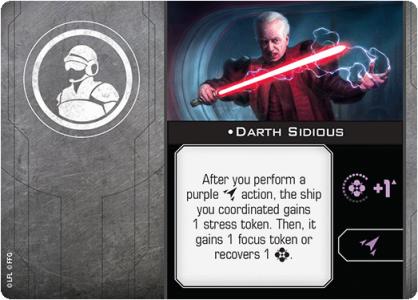 •Darth Sidious
After you perform a
purple action, the ship
you coordinated gains
1 stress token. Then, it
gains 1 focus token or
recovers 1 .
+1
© LFL © FFG